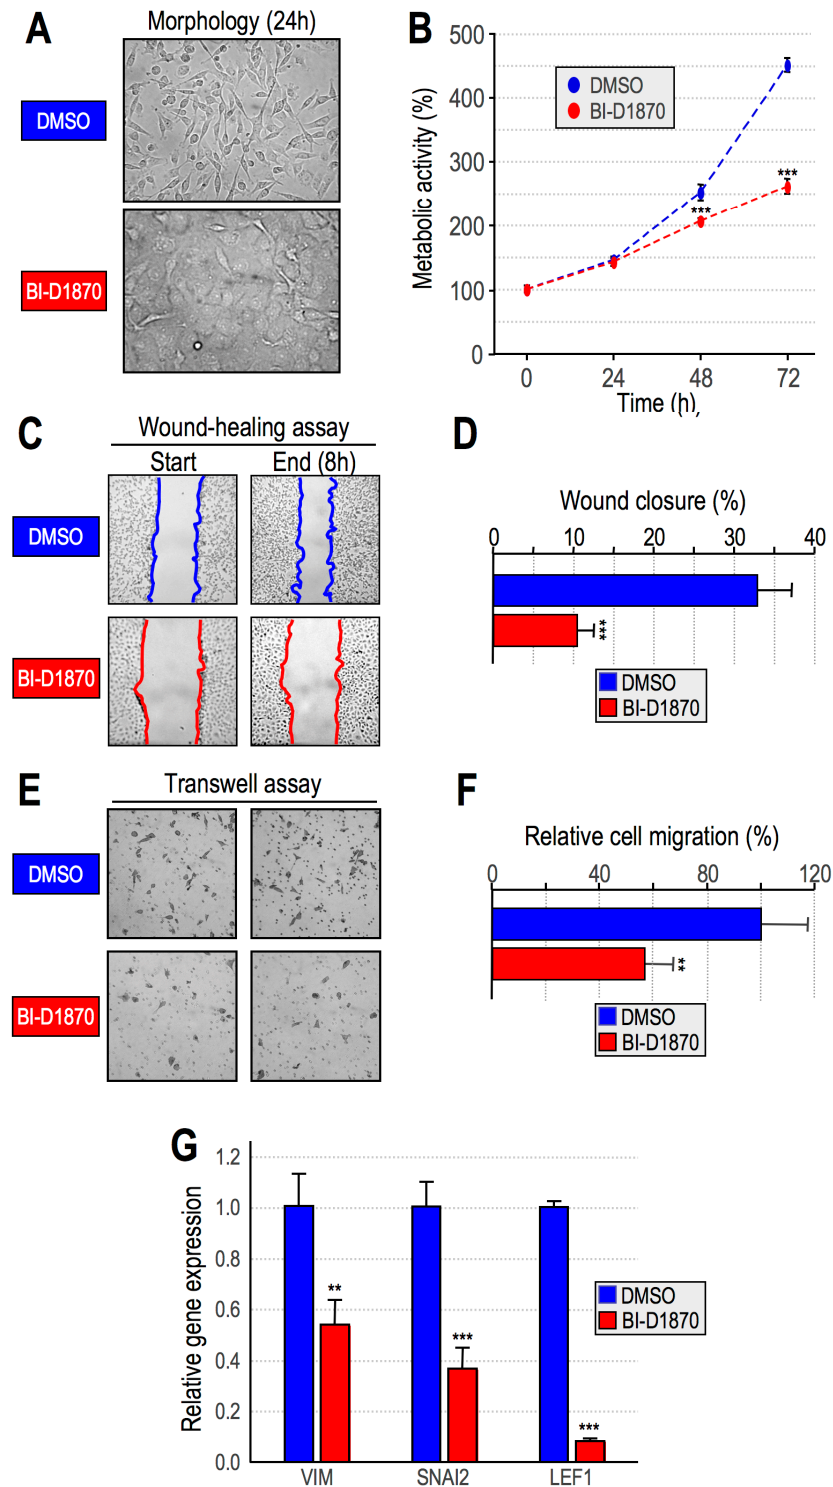 A
Morphology (24h)
DMSO
BI-D1870
B
Metabolic activity (%)
500
400
300
200
100
0
DMSO
BI-D1870
***
***
0 24 48 72
Time (h),
C
Wound-healing assay
Start End (8h)
DMSO
BI-D1870
D
Wound closure (%)
0 10 20 30 40
***
DMSO
BI-D1870
E
Transwell assay
DMSO
BI-D1870
F
Relative cell migration (%)
0 40 80 120
**
DMSO
BI-D1870
G
Relative gene expression
1.2
1.0
0.8
0.6
0.4
0.2
0.0
**
***
***
DMSO
BI-D1870
VIM SNAI2 LEF1